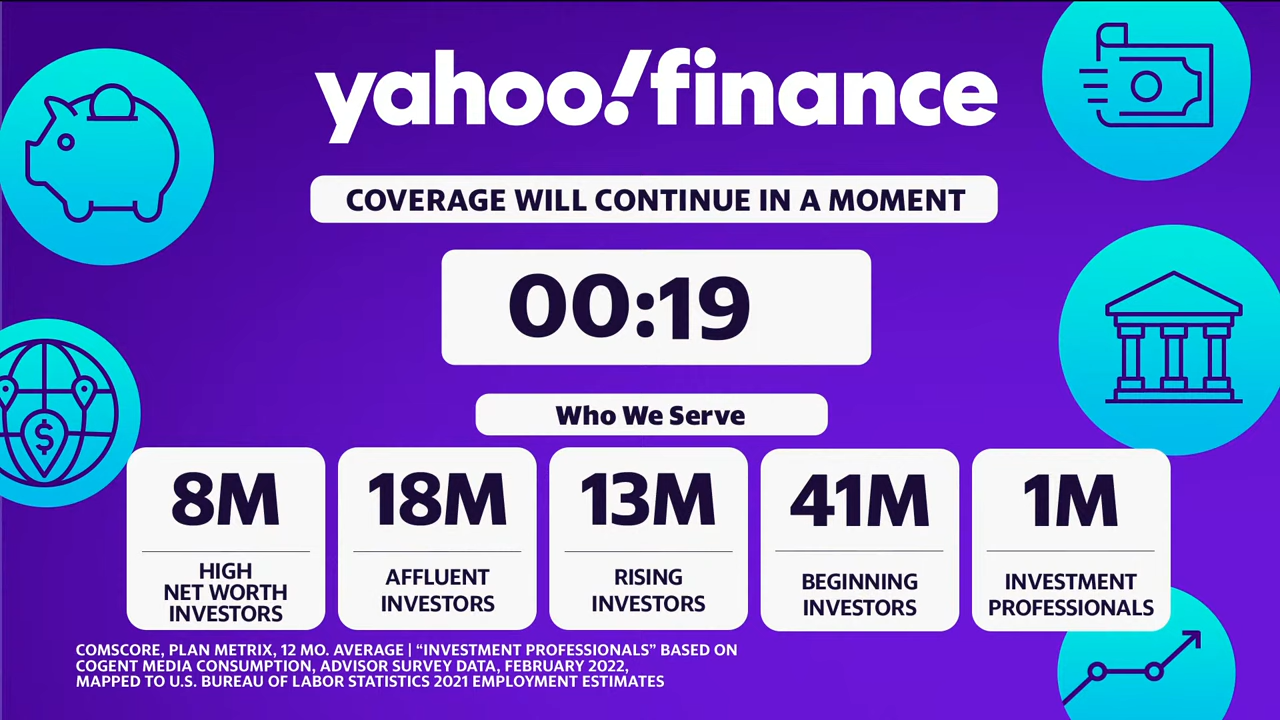 yahoo!finance
COVERAGE WILL CONTINUE IN A MOMENT
00:19
Who We Serve
8M
HIGH
NET WORTH
INVESTORS
18M
AFFLUENT
INVESTORS
13M
RISING
INVESTORS
41M
BEGINNING
INVESTORS
1M
INVESTMENT
PROFESSIONALS
$
COMSCORE, PLAN METRIX, 12 MO. AVERAGE | “INVESTMENT PROFESSIONALS” BASED ON
COGENT MEDIA CONSUMPTION, ADVISOR SURVEY DATA, FEBRUARY 2022,
MAPPED TO U.S. BUREAU OF LABOR STATISTICS 2021 EMPLOYMENT ESTIMATES